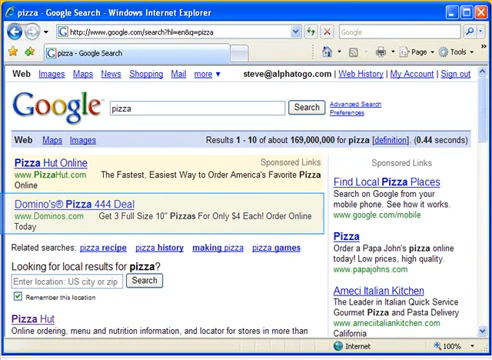 pizza - Google Search - Windows Internet Explorer
http://www.google.com/search?hl=en&q=pizza
Google
pizza - Google Search
Page
Tools
Web Images Maps News Shopping Mail more ▼
steve@alphatogo.com | Web History | My Account | Sign out
Google
pizza
Search
Advanced Search
Preferences
Web Maps Images
Results 1 - 10 of about 169,000,000 for pizza [definition]. (0.44 seconds)
Pizza Hut Online
Sponsored Links
www.PizzaHut.com The Fastest, Easiest Way to Order America's Favorite Pizza
Online
Domino's® Pizza 444 Deal
www.Dominos.com Get 3 Full Size 10" Pizzas For Only $4 Each! Order Online
Today
Related searches: pizza recipe pizza history making pizza pizza games
Looking for local results for pizza?
Enter location: US city or zip
Search
Remember this location
Pizza Hut
Online ordering, menu and nutrition information, and locator for stores in more than
Sponsored Links
Find Local Pizza Places
Search on Google from your
mobile phone. See how it works.
www.google.com/mobile
Pizza
Order a Papa John's pizza online
today! Low prices, high quality.
www.papajohns.com
Ameci Italian Kitchen
The Leader in Italian Quick Service
Gourmet Pizza and Pasta Delivery
www.ameciitaliankitchen.com
Internet
100%